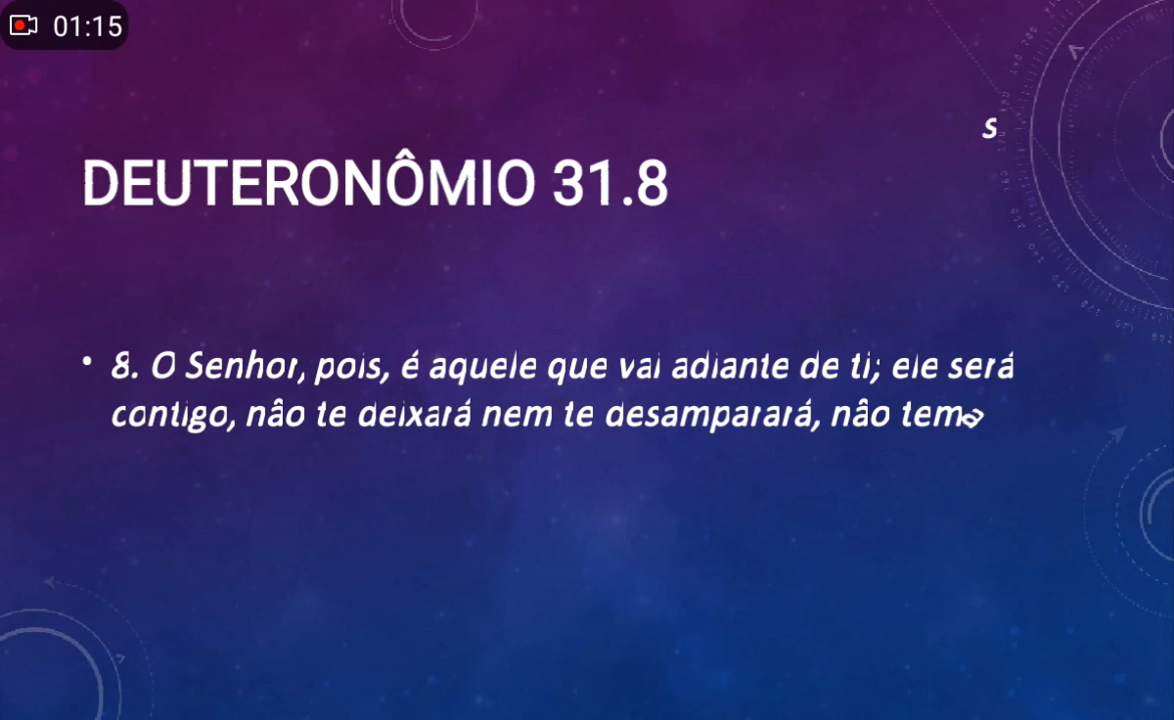 01:15
DEUTERONÔMIO 31.8
• 8. O Senhor, pois, é aquele que vai adiante de ti; ele será
contigo, não te deixará nem te desamparará, não temas